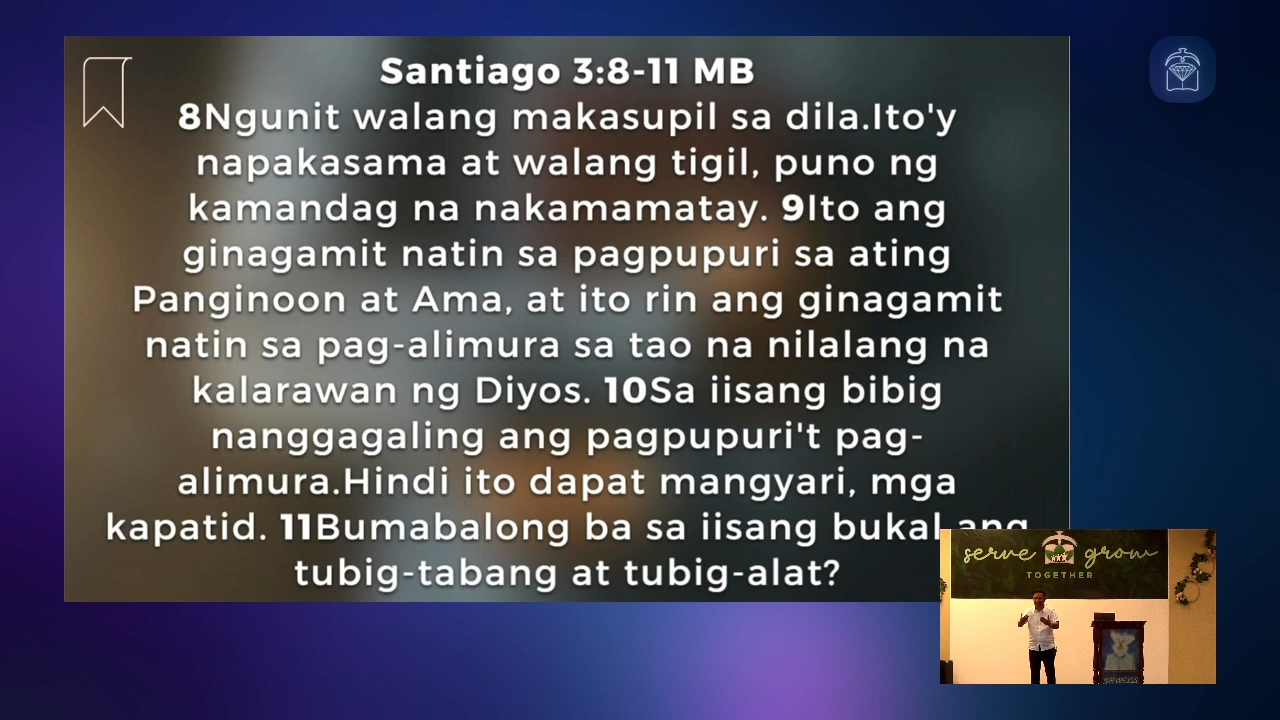 Santiago 3:8-11 MB
8Ngunit walang makasupil sa dila.Ito'y
napakasama at walang tigil, puno ng
kamandag na nakamamatay. 9Ito ang
ginagamit natin sa pagpupuri sa ating
Panginoon at Ama, at ito rin ang ginagamit
natin sa pag-alimura sa tao na nilalang na
kalarawan ng Diyos. 10Sa iisang bibig
nanggagaling ang pagpupuri't pag-
alimura.Hindi ito dapat mangyari, mga
kapatid. 11Bumabalong ba sa iisang bukal ang
tubig-tabang at tubig-alat?
serve grow
TOGETHER